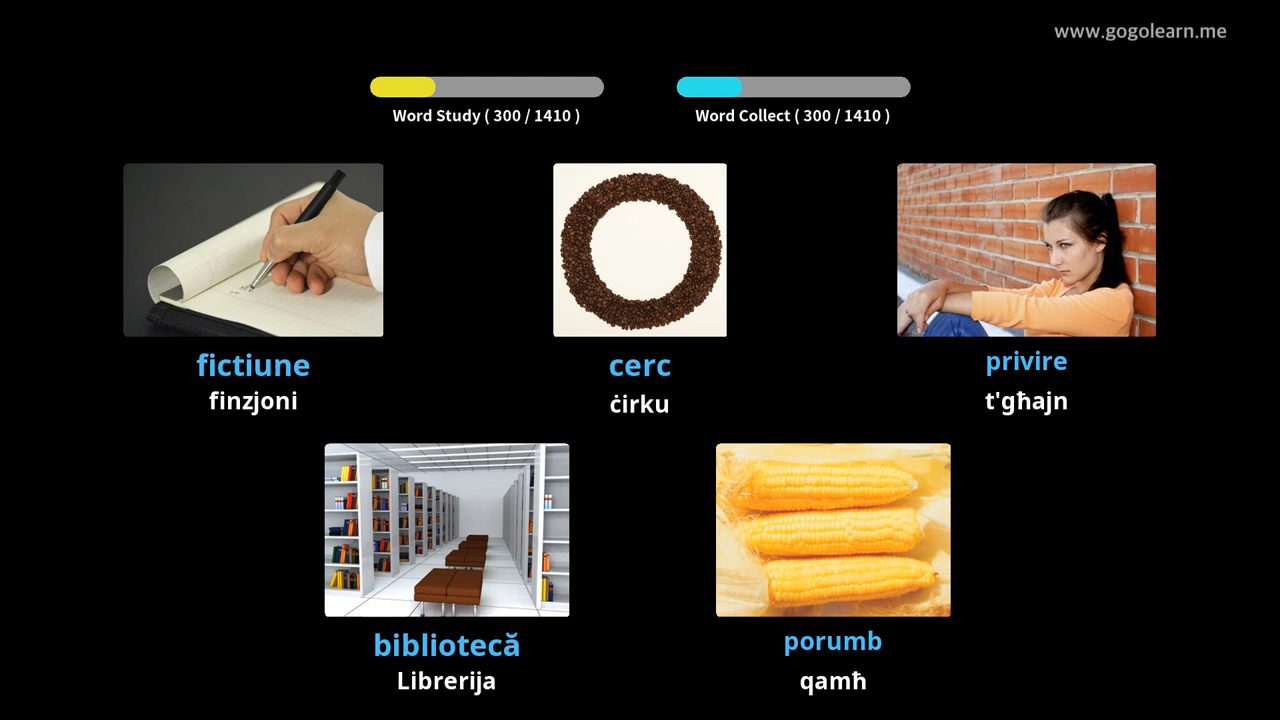 www.gogolearn.me
Word Study ( 300 / 1410 )
Word Collect ( 300 / 1410 )
fictiune
finzjoni
cerc
ċirku
privire
t'għajn
bibliotecă
Librerija
porumb
qamħ